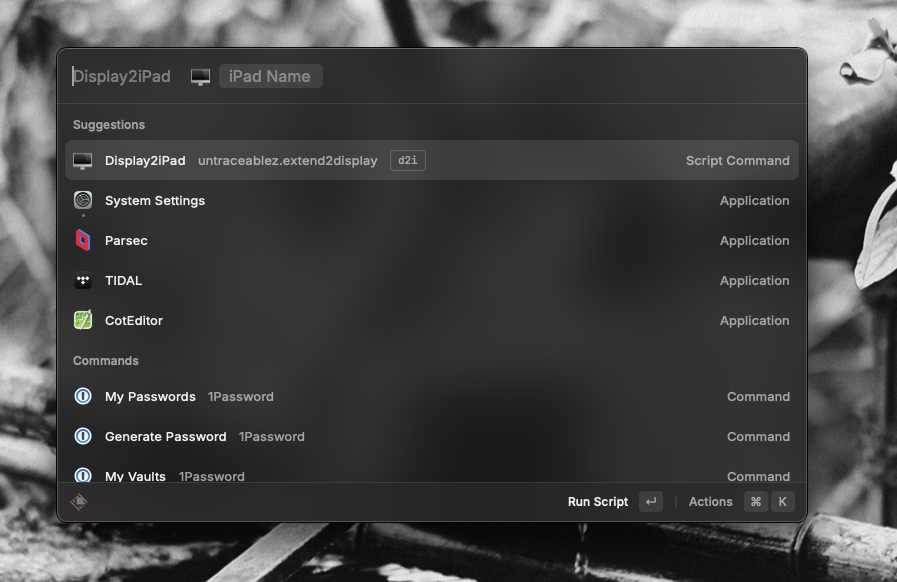 Display2iPad iPad Name
Suggestions
Display2iPad untraceablez.extend2display d2i Script Command
System Settings Application
Parsec Application
TIDAL Application
CotEditor Application
Commands
My Passwords 1Password Command
Generate Password 1Password Command
My Vaults 1Password Command
Run Script ↵ Actions ⌘ K